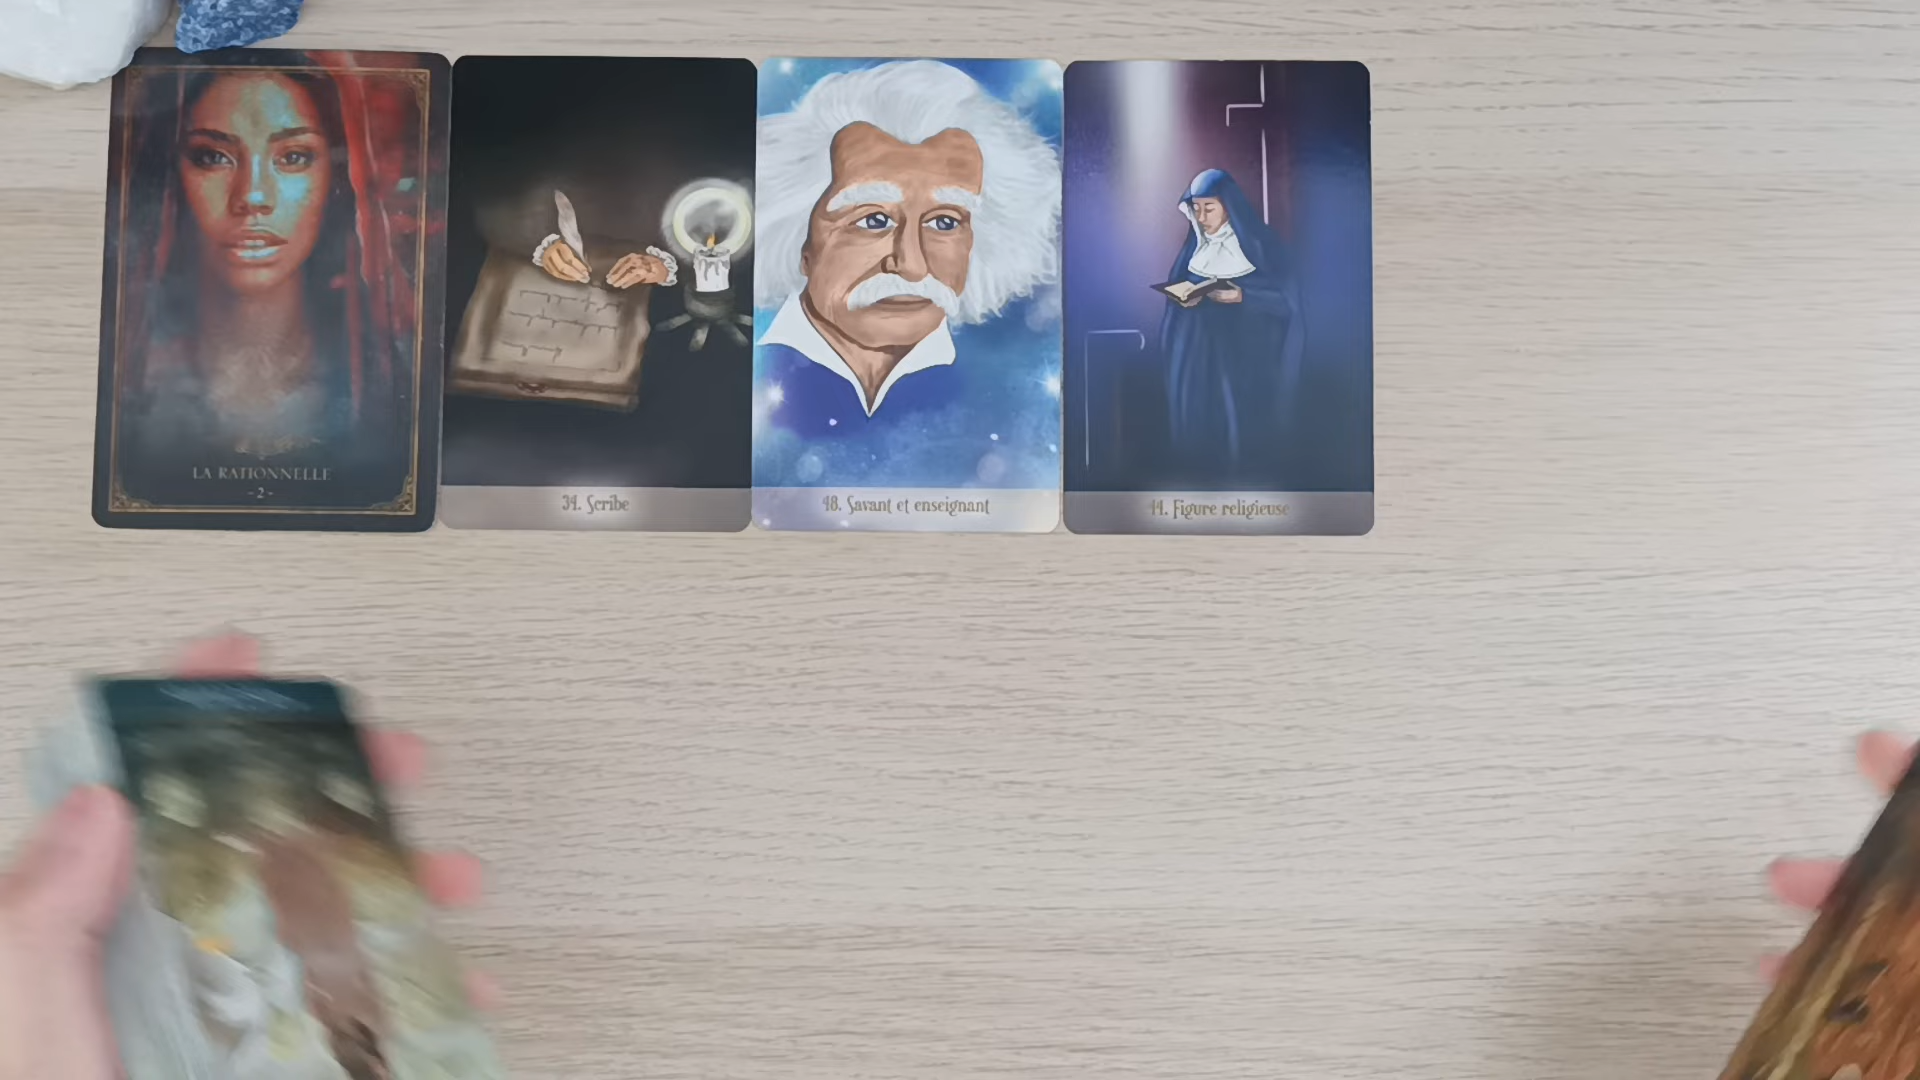 LA RATIONNELLE
- 2 -
34. Scribe
48. Savant et enseignant
44. Figure religieuse